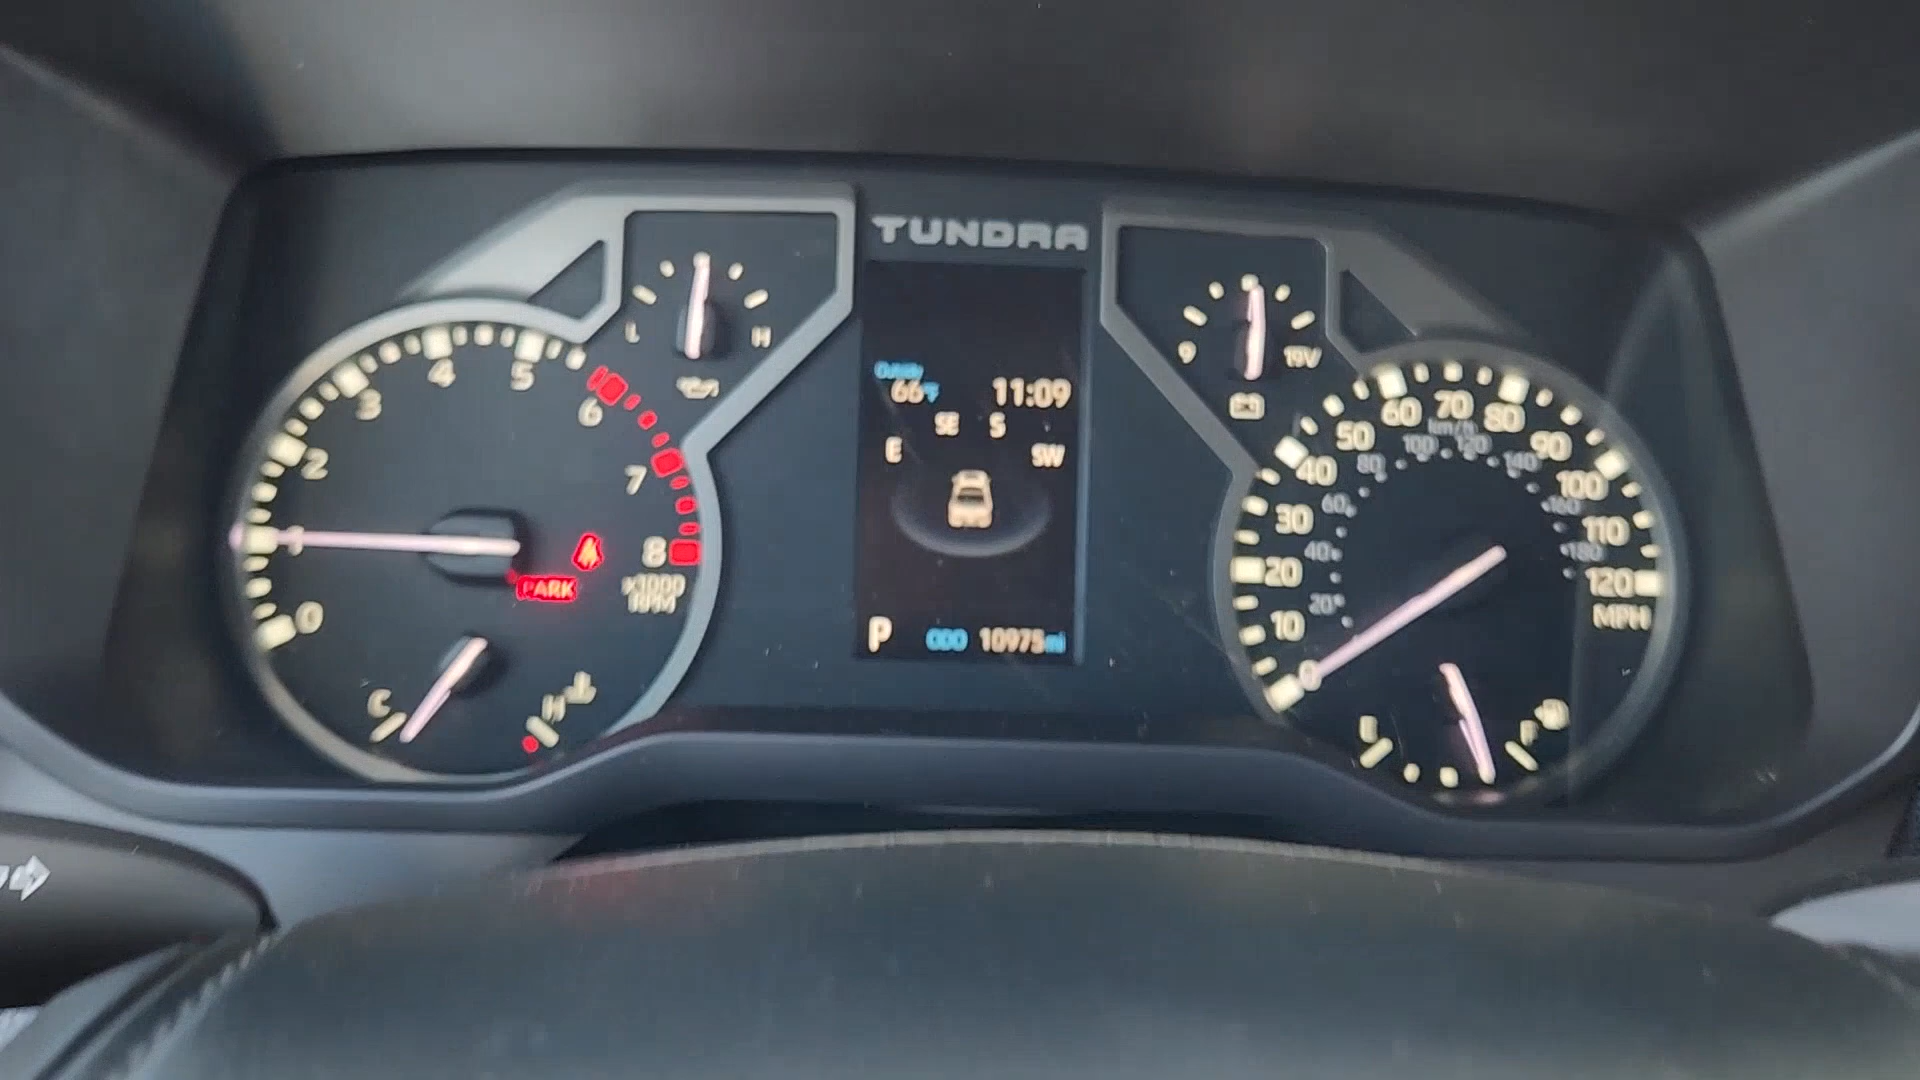 TUNDRA
L H
9 19V
0 1 2 3 4 5 6 7 8
x1000
RPM
PARK
C H
Outside
66°F 11:09
E SE S SW
P ODO 10975mi
0 10 20 30 40 50 60 70 80 90 100 110 120
MPH
km/h
20 40 60 80 100 120 140 160 180
E F